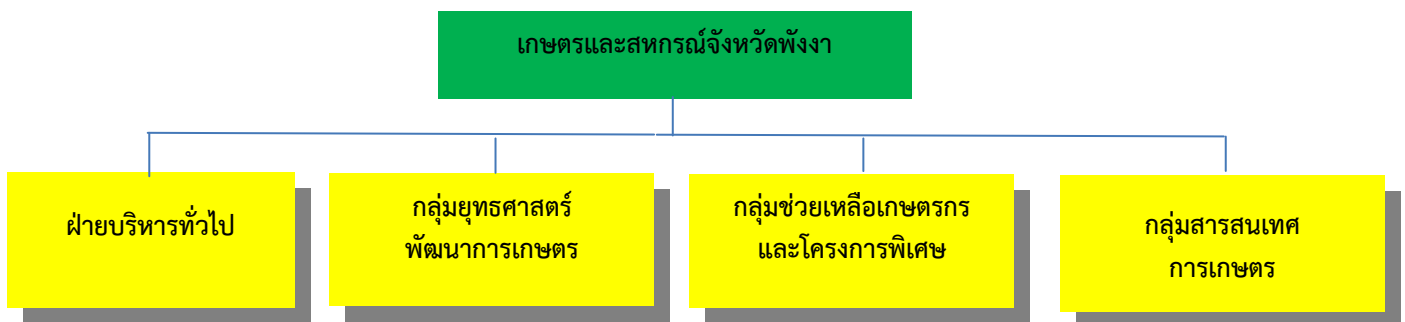 เกษตรและสหกรณ์จังหวัดพังงา
ฝ่ายบริหารทั่วไป
กลุ่มยุทธศาสตร์
พัฒนาการเกษตร
กลุ่มช่วยเหลือเกษตรกร
และโครงการพิเศษ
กลุ่มสารสนเทศ
การเกษตร